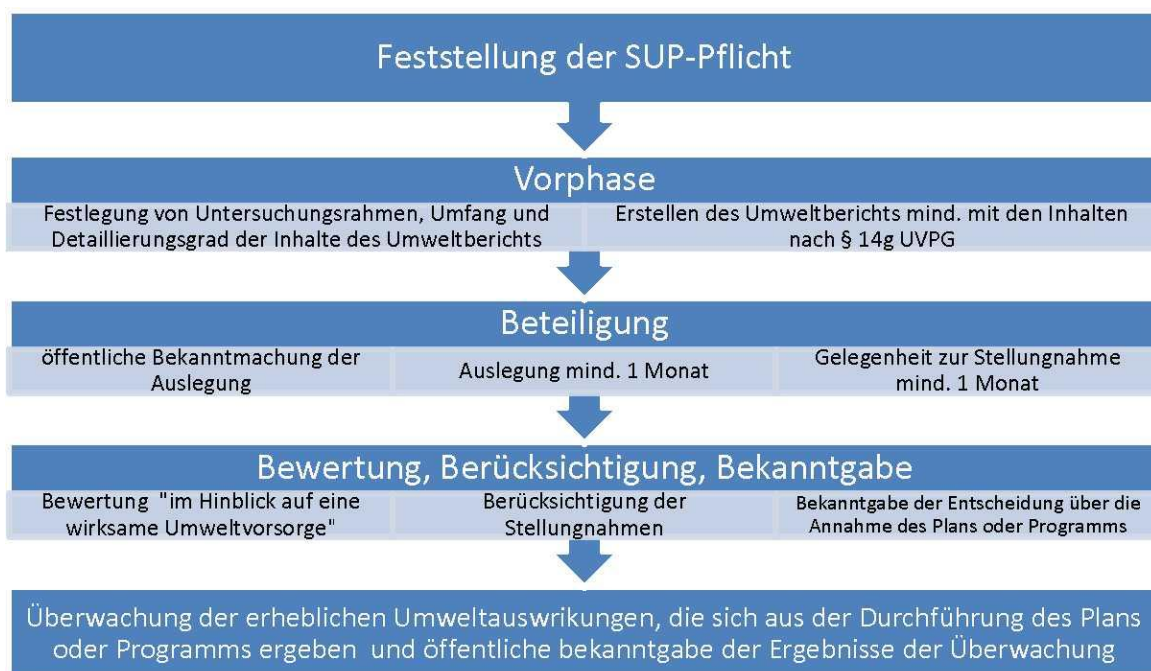 Feststellung der SUP-Pflicht
Vorphase
Festlegung von Untersuchungsrahmen, Umfang und
Detaillierungsgrad der Inhalte des Umweltberichts
Erstellen des Umweltberichts mind. mit den Inhalten
nach § 14g UVPG
Beteiligung
öffentliche Bekanntmachung der
Auslegung
Auslegung mind. 1 Monat
Gelegenheit zur Stellungnahme
mind. 1 Monat
Bewertung, Berücksichtigung, Bekanntgabe
Bewertung "im Hinblick auf eine
wirksame Umweltvorsorge"
Berücksichtigung der
Stellungnahmen
Bekanntgabe der Entscheidung über die
Annahme des Plans oder Programms
Überwachung der erheblichen Umweltauswrikungen, die sich aus der Durchführung des Plans
oder Programms ergeben und öffentliche bekanntgabe der Ergebnisse der Überwachung